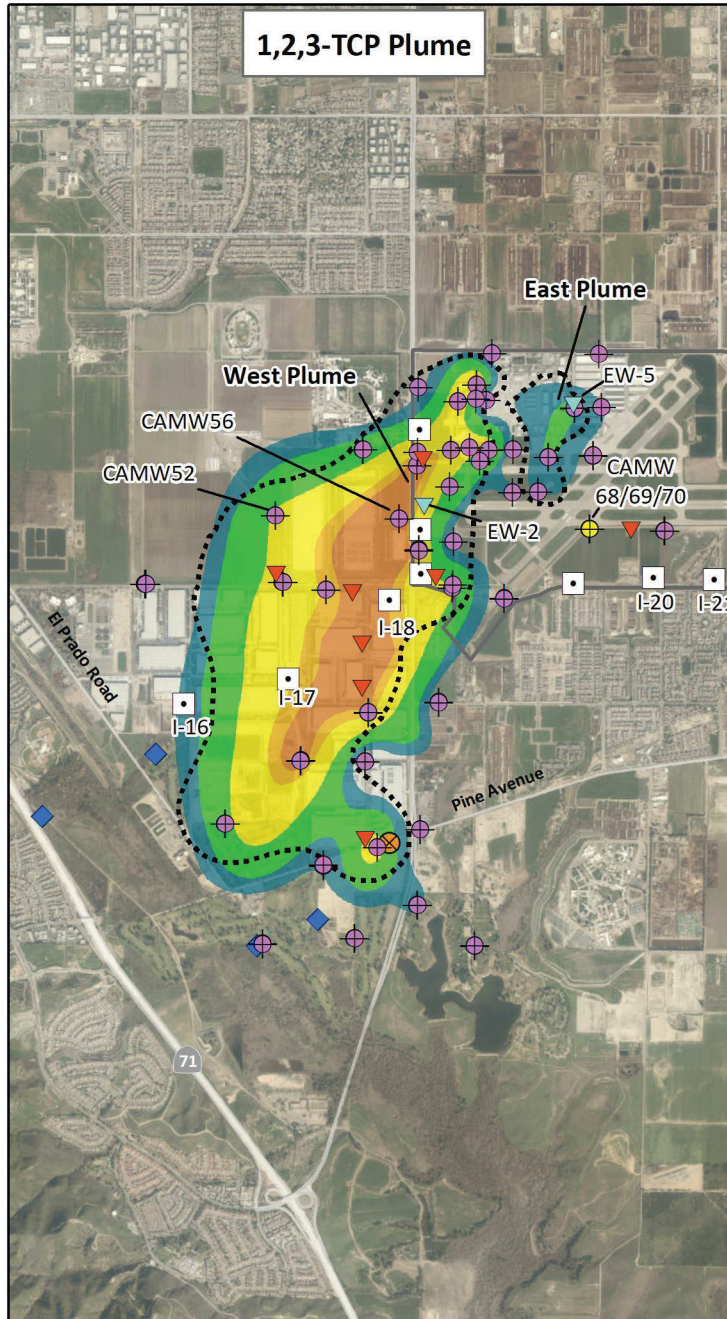 1,2,3-TCP Plume
East Plume
EW-5
West Plume
CAMW56
CAMW52
CAMW
68/69/70
EW-2
I-20
I-21
I-18
El Prado Road
I-17
I-16
Pine Avenue
71